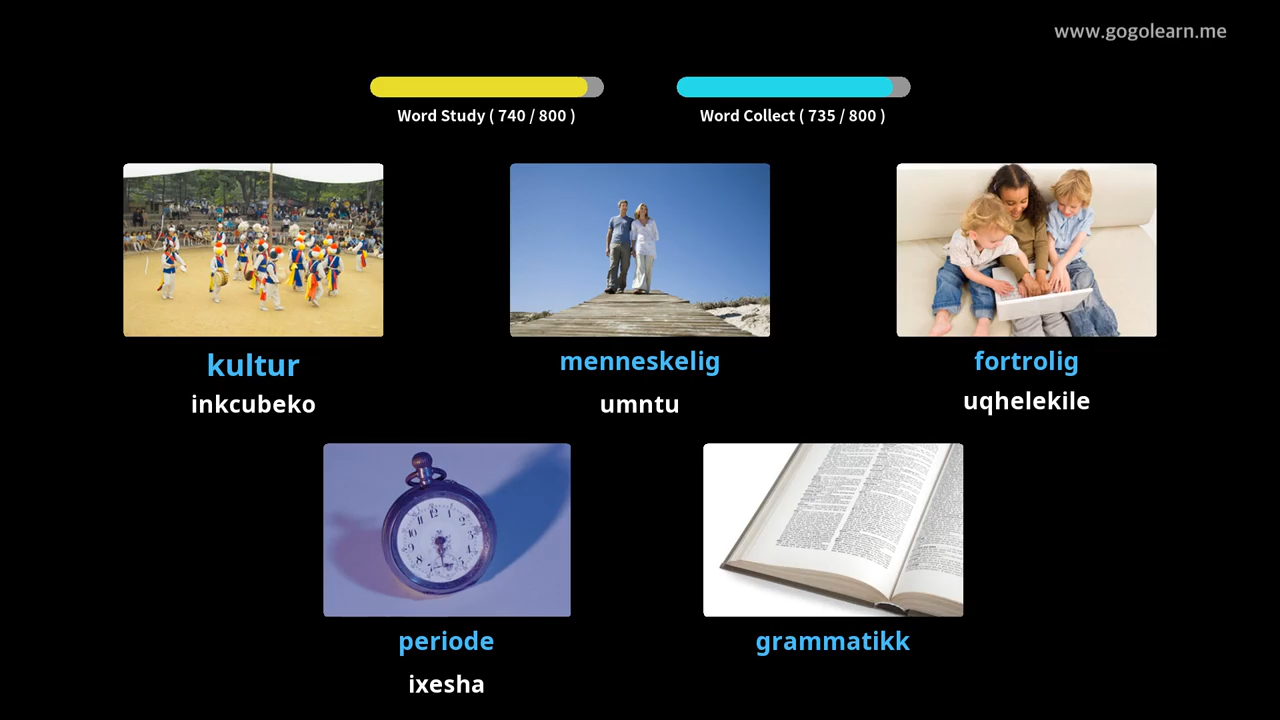 www.gogolearn.me
Word Study ( 740 / 800 )
Word Collect ( 735 / 800 )
kultur
inkcubeko
menneskelig
umntu
fortrolig
uqhelekile
periode
ixesha
grammatikk